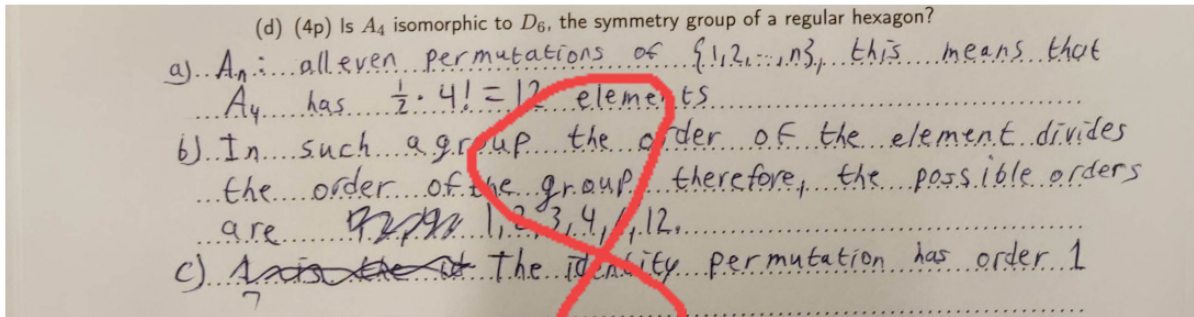 (d) (4p) Is A4 isomorphic to D6, the symmetry group of a regular hexagon?
a) An: all even permutations of {1,2,...,n}, this means that
A4 has 1/2 · 4! = 12 elements
b) In such a group the order of the element divides
the order of the group, therefore, the possible orders
are 1,2,3,4,6,12.
c) The identity permutation has order 1